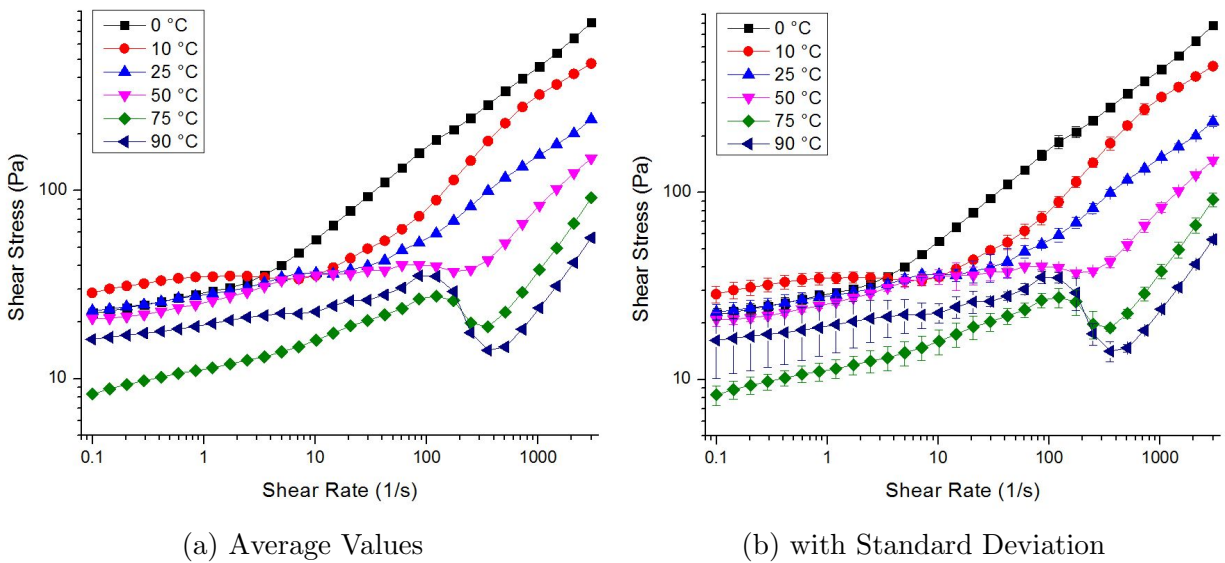 0 °C
10 °C
25 °C
50 °C
75 °C
90 °C
100
10
Shear Stress (Pa)
0.1 1 10 100 1000
Shear Rate (1/s)
(a) Average Values
0 °C
10 °C
25 °C
50 °C
75 °C
90 °C
100
10
Shear Stress (Pa)
0.1 1 10 100 1000
Shear Rate (1/s)
(b) with Standard Deviation